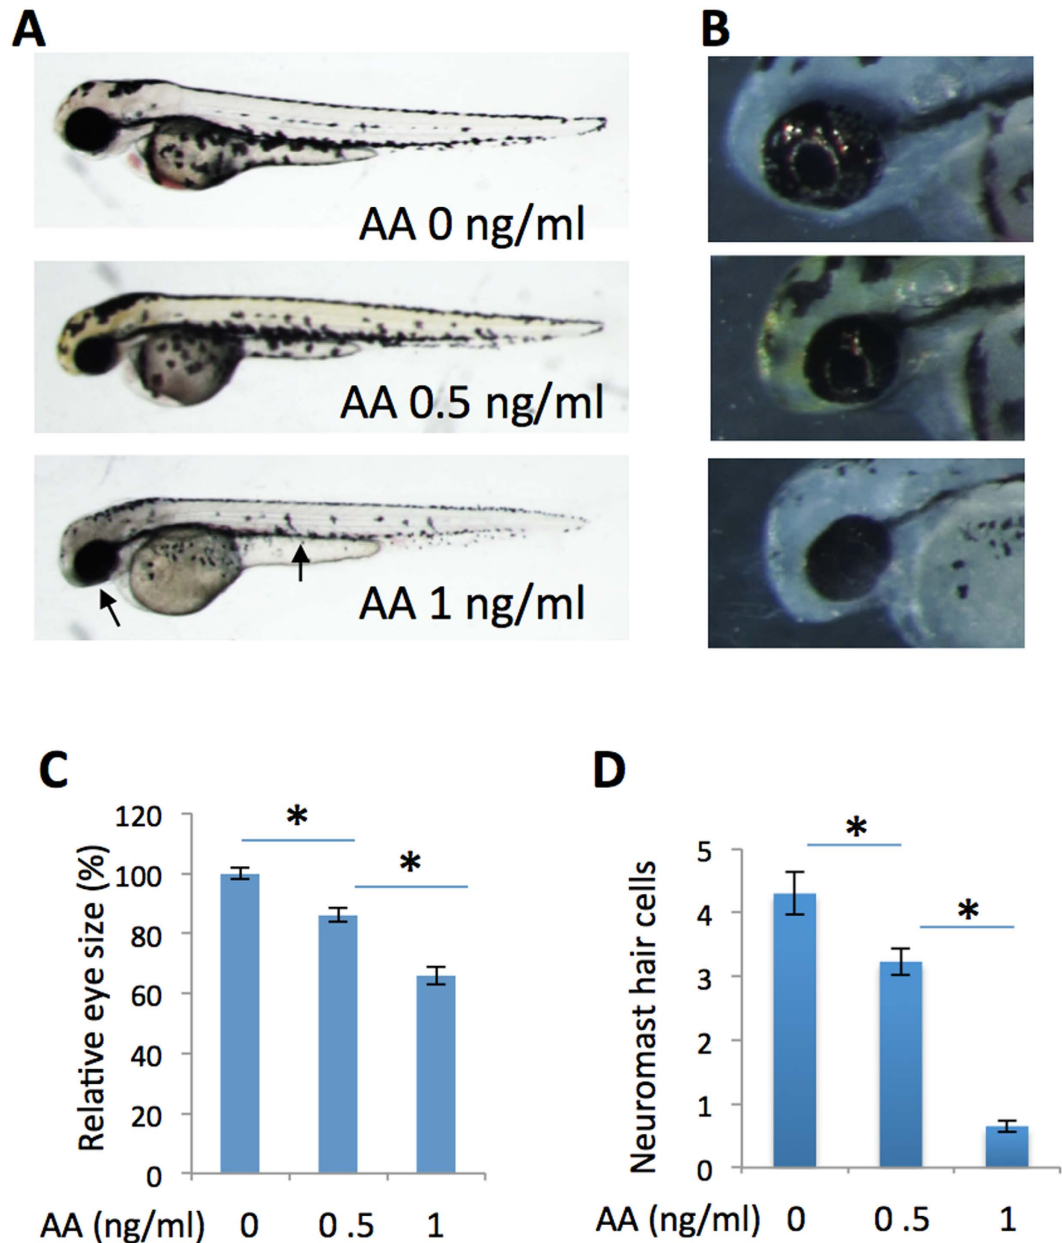 A
B
AA 0 ng/ml
AA 0.5 ng/ml
AA 1 ng/ml
C
D
Relative eye size (%)
120
100
80
60
40
20
0
*
*
AA (ng/ml) 0 0 .5 1
Neuromast hair cells
5
4
3
2
1
0
*
*
AA (ng/ml) 0 0 .5 1